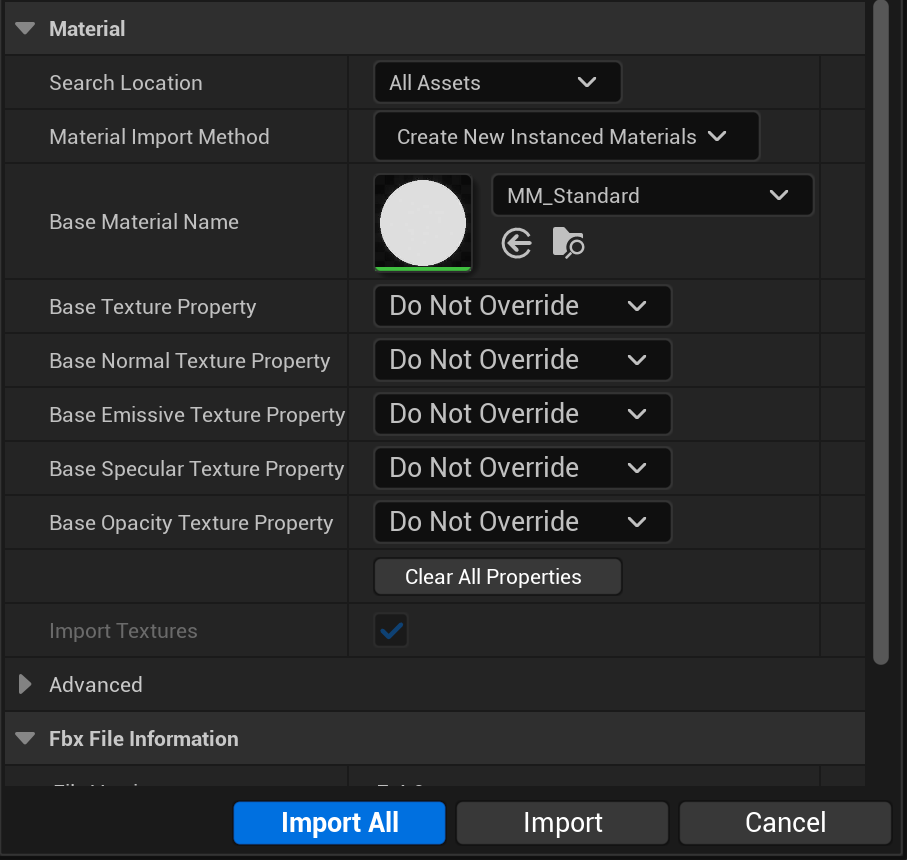 Material
Search Location All Assets
Material Import Method Create New Instanced Materials
Base Material Name MM_Standard
Base Texture Property Do Not Override
Base Normal Texture Property Do Not Override
Base Emissive Texture Property Do Not Override
Base Specular Texture Property Do Not Override
Base Opacity Texture Property Do Not Override
Clear All Properties
Import Textures
Advanced
Fbx File Information
Import All Import Cancel